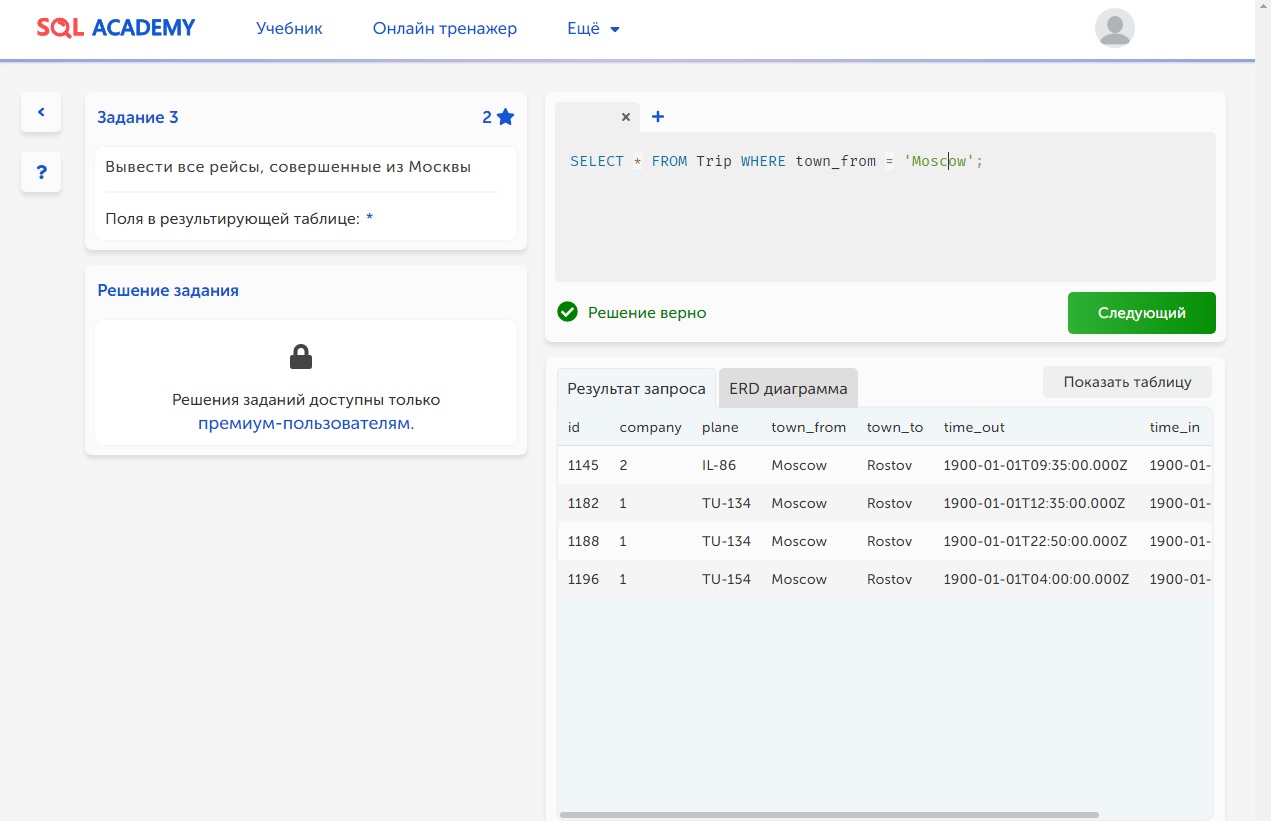 SQL ACADEMY Учебник Онлайн тренажер Ещё
Задание 3 2
Вывести все рейсы, совершенные из Москвы
Поля в результирующей таблице: *
?
Решение задания
Решения заданий доступны только
премиум-пользователям.
× +
SELECT * FROM Trip WHERE town_from = 'Moscow';
Решение верно Следующий
Результат запроса ERD диаграмма Показать таблицу
id company plane town_from town_to time_out time_in
1145 2 IL-86 Moscow Rostov 1900-01-01T09:35:00.000Z 1900-01-
1182 1 TU-134 Moscow Rostov 1900-01-01T12:35:00.000Z 1900-01-
1188 1 TU-134 Moscow Rostov 1900-01-01T22:50:00.000Z 1900-01-
1196 1 TU-154 Moscow Rostov 1900-01-01T04:00:00.000Z 1900-01-